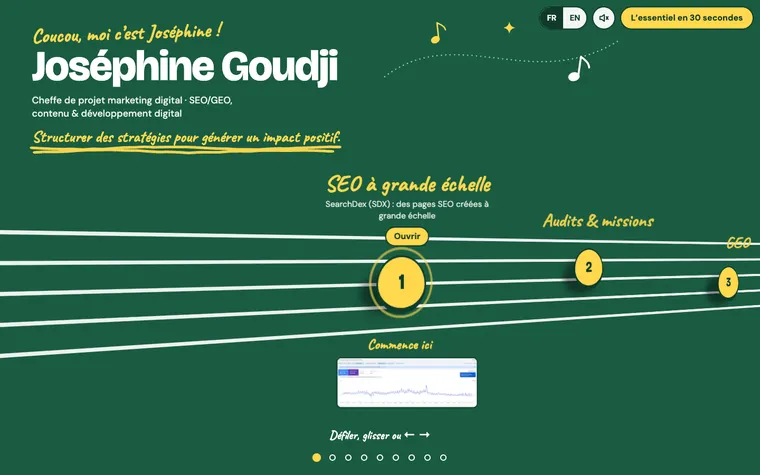 FR EN
L'essentiel en 30 secondes
Coucou, moi c'est Joséphine !
Joséphine Goudji
Cheffe de projet marketing digital · SEO/GEO,
contenu & développement digital
Structurer des stratégies pour générer un impact positif.
SEO à grande échelle
SearchDex (SDX) : des pages SEO créées à
grande échelle
Ouvrir
Audits & missions
GEO
1
2
3
Commence ici
Défiler, glisser ou ← →